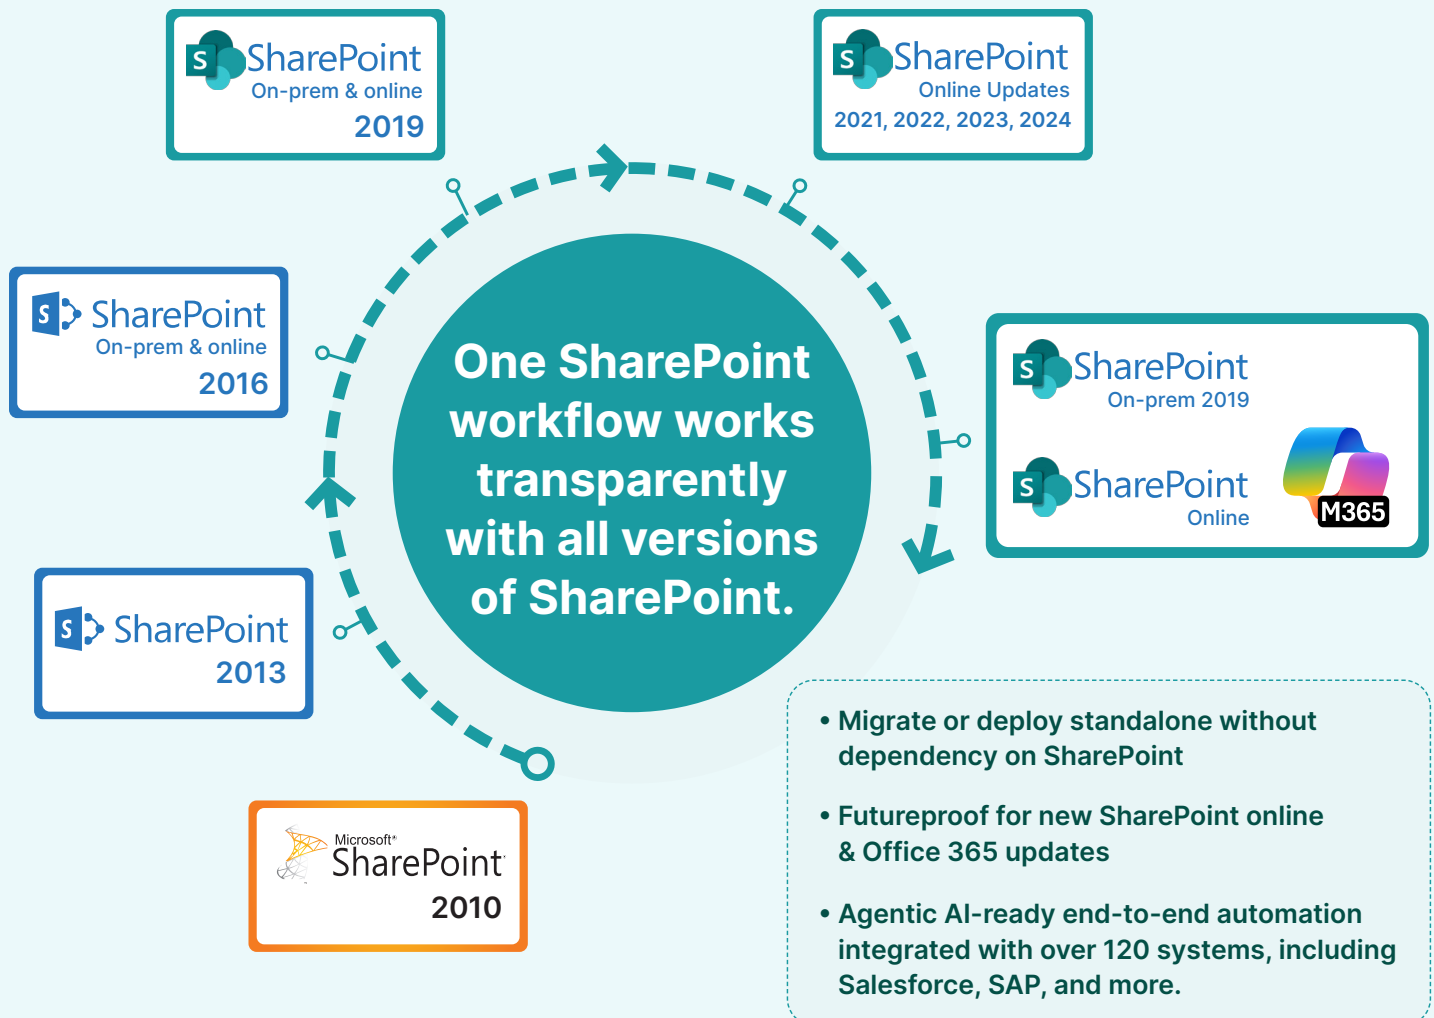 S SharePoint
On-prem & online
2019
S SharePoint
Online Updates
2021, 2022, 2023, 2024
S SharePoint
On-prem & online
2016
S SharePoint
On-prem 2019
S SharePoint
Online
M365
One SharePoint
workflow works
transparently
with all versions
of SharePoint.
S SharePoint
2013
Microsoft®
SharePoint
2010
• Migrate or deploy standalone without
dependency on SharePoint
• Futureproof for new SharePoint online
& Office 365 updates
• Agentic AI-ready end-to-end automation
integrated with over 120 systems, including
Salesforce, SAP, and more.